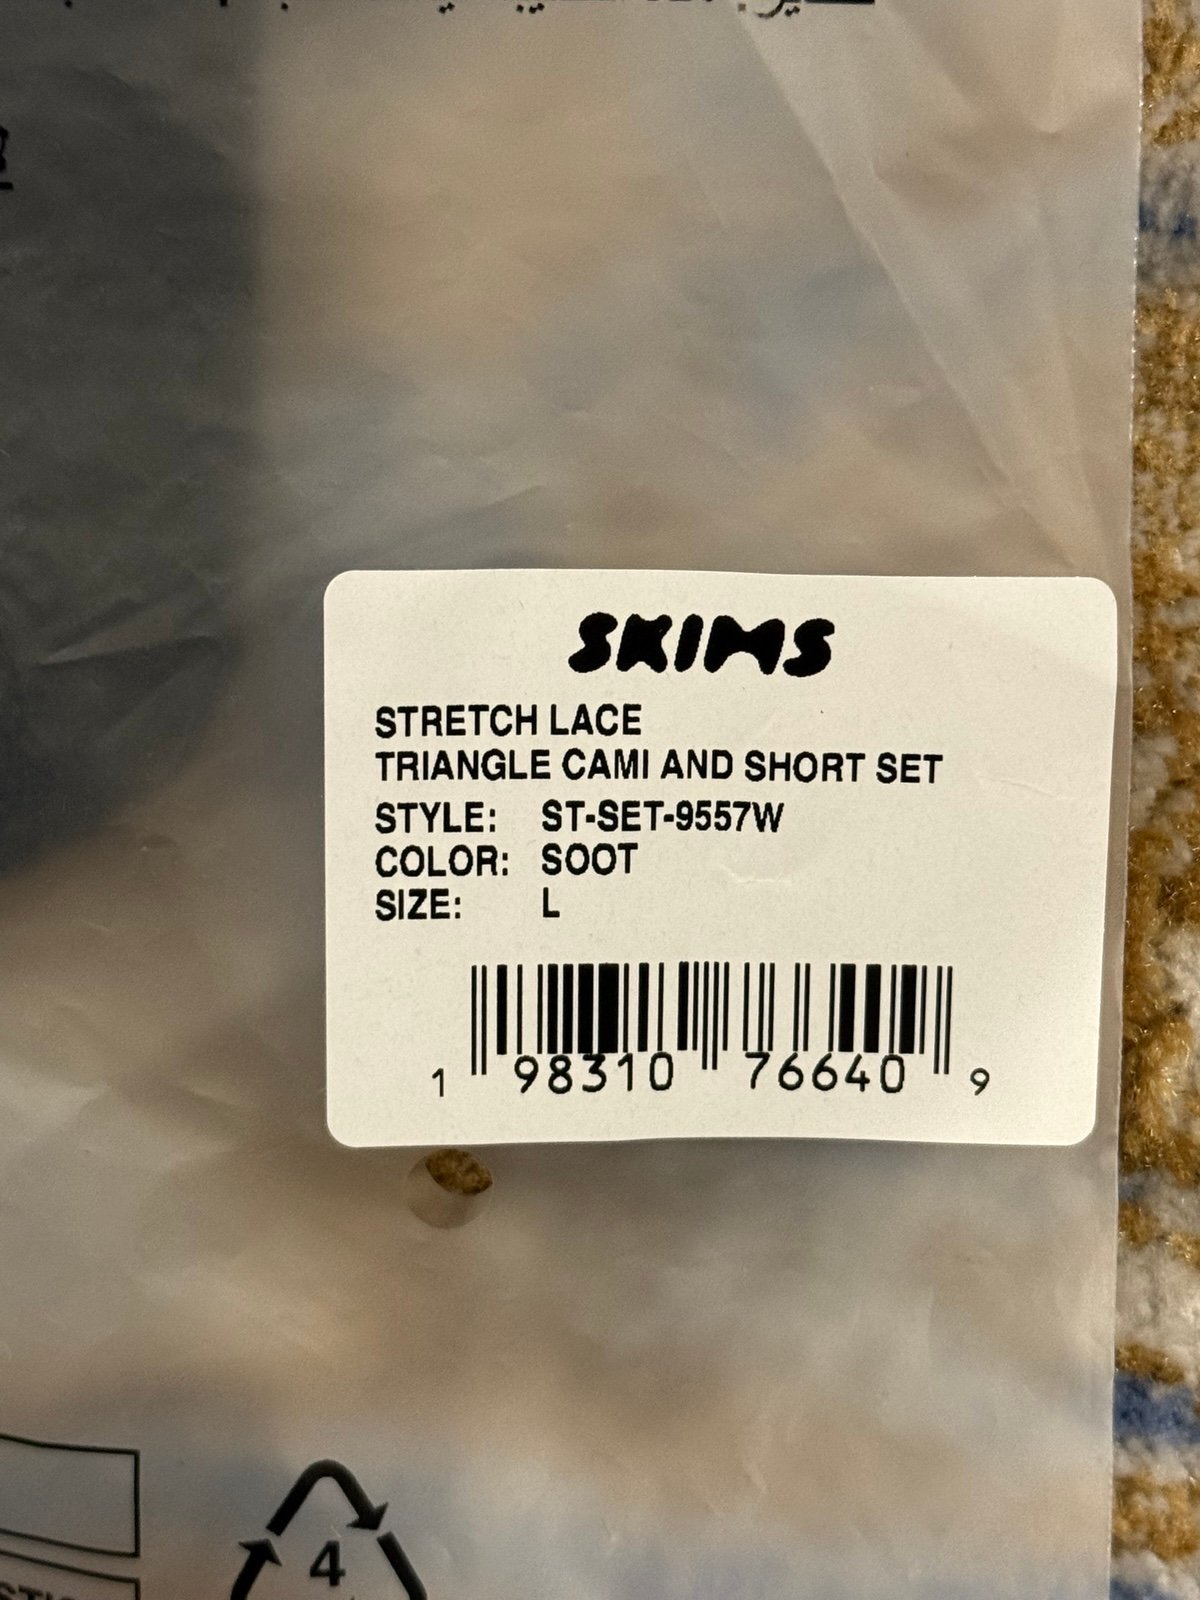 SKIMS
STRETCH LACE
TRIANGLE CAMI AND SHORT SET
STYLE: ST-SET-9557W
COLOR: SOOT
SIZE: L
1 98310 76640 9
4